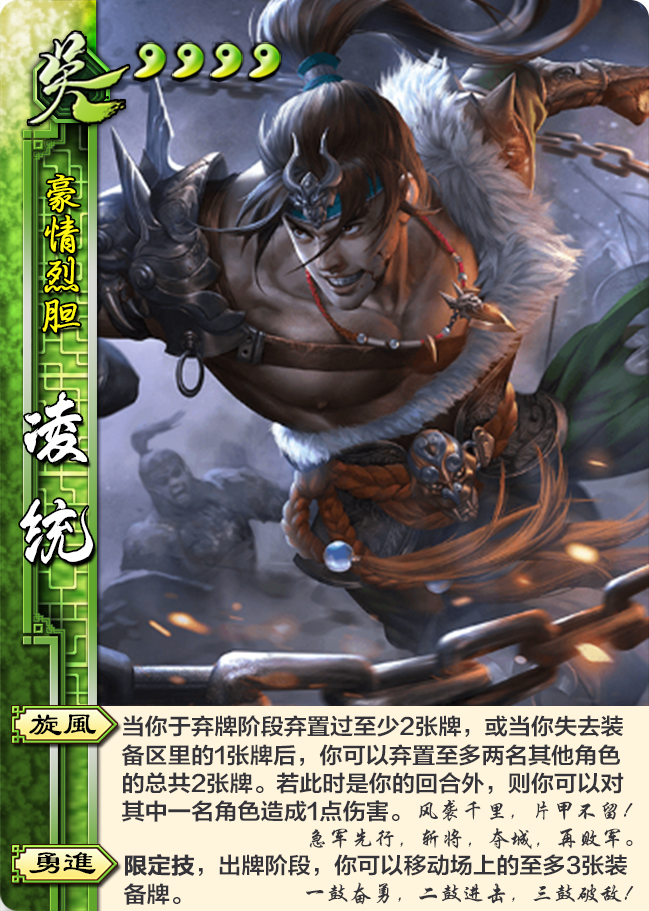 吴
豪情烈胆
凌统
旋風
当你于弃牌阶段弃置过至少2张牌，或当你失去装
备区里的1张牌后，你可以弃置至多两名其他角色
的总共2张牌。若此时是你的回合外，则你可以对
其中一名角色造成1点伤害。风袭千里，片甲不留！
急军先行，斩将，夺城，再败军。
勇進
限定技，出牌阶段，你可以移动场上的至多3张装
备牌。 一鼓奋勇，二鼓进击，三鼓破敌！